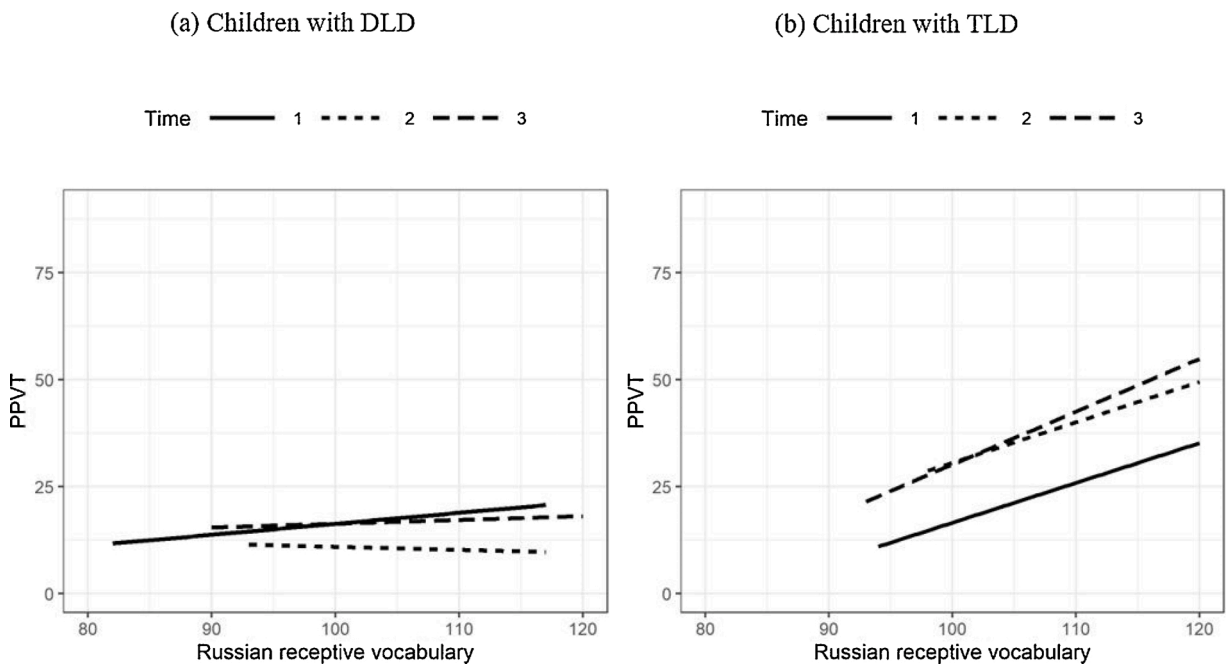 (a) Children with DLD
(b) Children with TLD
Time 1 2 3
Time 1 2 3
75
50
25
0
PPVT
80 90 100 110 120
Russian receptive vocabulary
75
50
25
0
PPVT
80 90 100 110 120
Russian receptive vocabulary